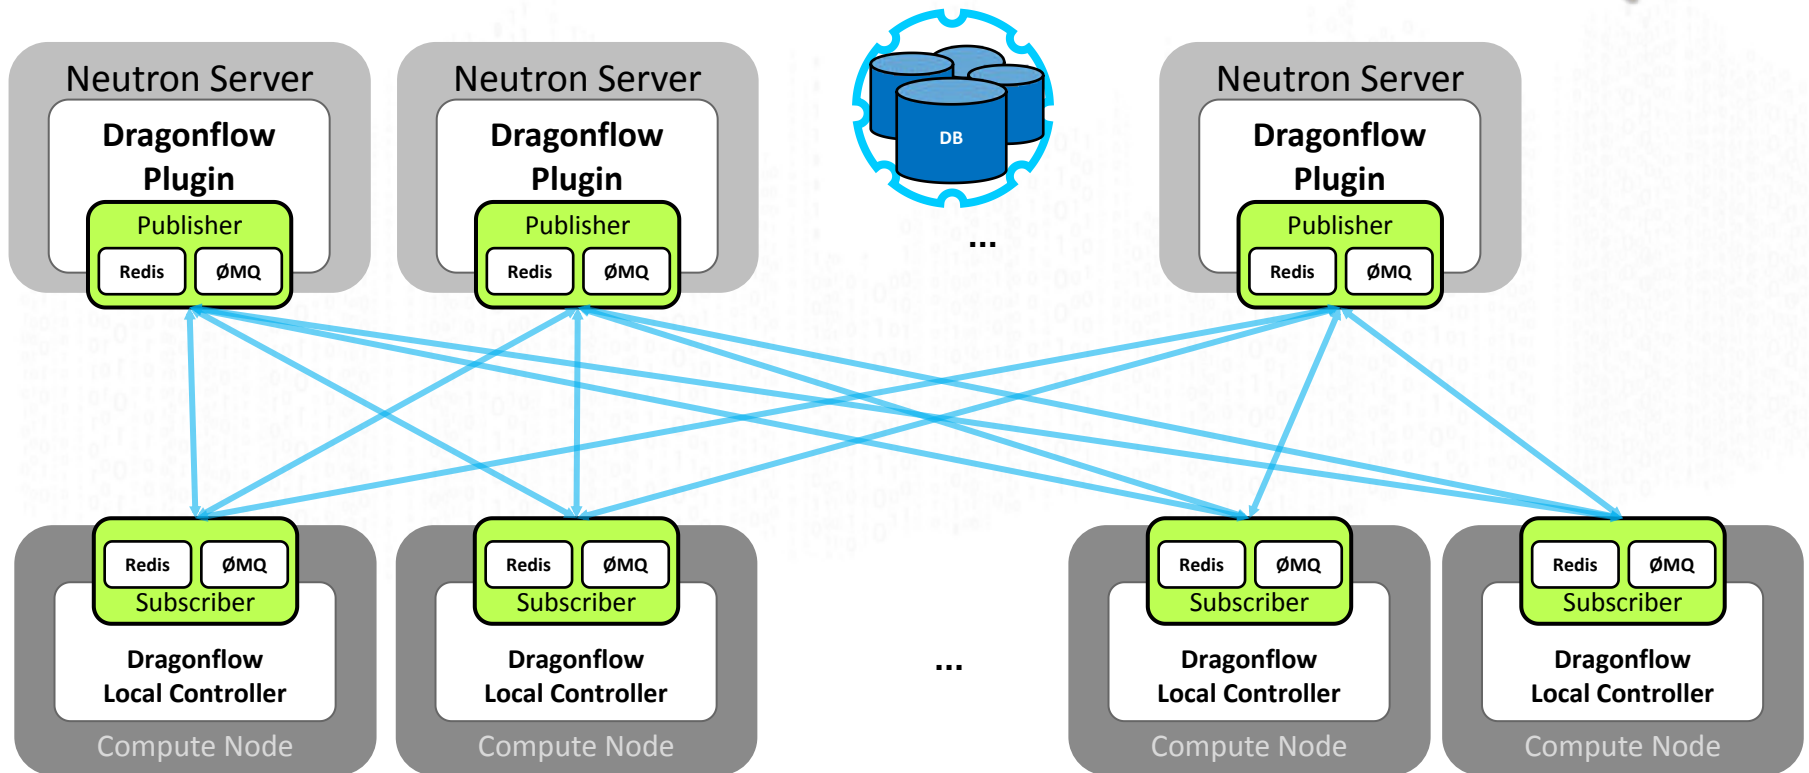 Neutron Server
Dragonflow
Plugin
Publisher
Redis
ØMQ
Neutron Server
Dragonflow
Plugin
Publisher
Redis
ØMQ
DB
...
Neutron Server
Dragonflow
Plugin
Publisher
Redis
ØMQ
Redis
ØMQ
Subscriber
Dragonflow
Local Controller
Compute Node
Redis
ØMQ
Subscriber
Dragonflow
Local Controller
Compute Node
...
Redis
ØMQ
Subscriber
Dragonflow
Local Controller
Compute Node
Redis
ØMQ
Subscriber
Dragonflow
Local Controller
Compute Node